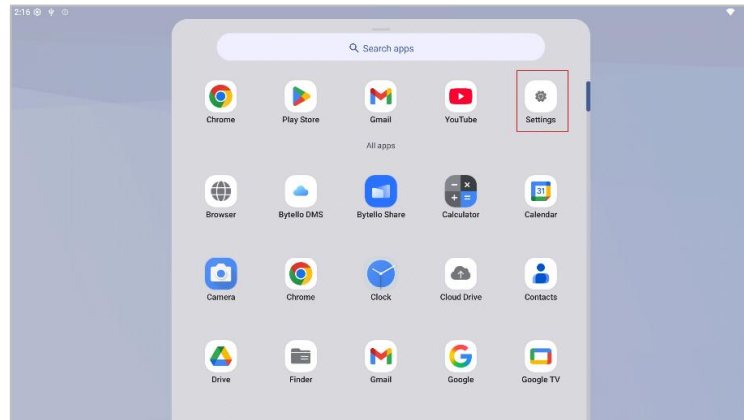 2:16
Search apps
Chrome
Play Store
Gmail
YouTube
Settings
All apps
Browser
Bytello DMS
Bytello Share
Calculator
31
Calendar
Camera
Chrome
Clock
Cloud Drive
Contacts
Drive
Finder
Gmail
Google
Google TV